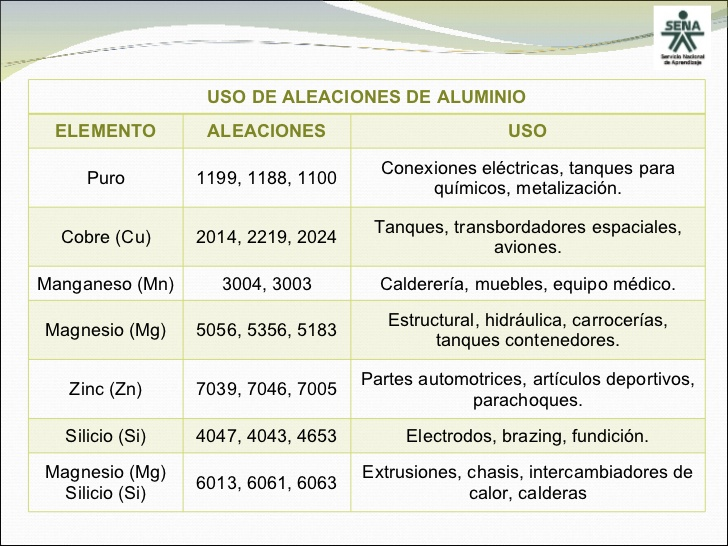 SENA
Servicio Nacional
de Aprendizaje
USO DE ALEACIONES DE ALUMINIO
ELEMENTO ALEACIONES USO
Puro 1199, 1188, 1100 Conexiones eléctricas, tanques para
químicos, metalización.
Cobre (Cu) 2014, 2219, 2024 Tanques, transbordadores espaciales,
aviones.
Manganeso (Mn) 3004, 3003 Calderería, muebles, equipo médico.
Magnesio (Mg) 5056, 5356, 5183 Estructural, hidráulica, carrocerías,
tanques contenedores.
Zinc (Zn) 7039, 7046, 7005 Partes automotrices, artículos deportivos,
parachoques.
Silicio (Si) 4047, 4043, 4653 Electrodos, brazing, fundición.
Magnesio (Mg)
Silicio (Si) 6013, 6061, 6063 Extrusiones, chasis, intercambiadores de
calor, calderas